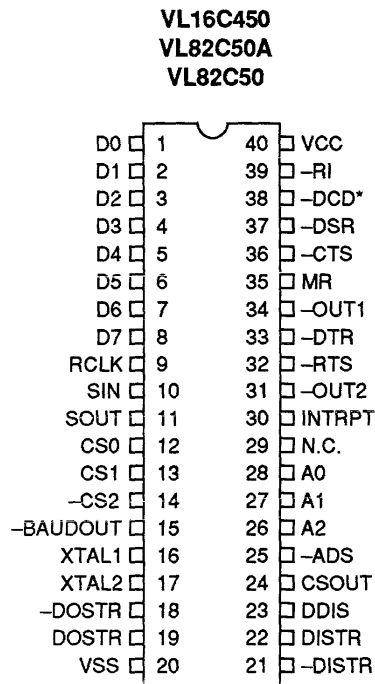 VL16C450
VL82C50A
VL82C50
D0 1 40 VCC
D1 2 39 –RI
D2 3 38 –DCD*
D3 4 37 –DSR
D4 5 36 –CTS
D5 6 35 MR
D6 7 34 –OUT1
D7 8 33 –DTR
RCLK 9 32 –RTS
SIN 10 31 –OUT2
SOUT 11 30 INTRPT
CS0 12 29 N.C.
CS1 13 28 A0
–CS2 14 27 A1
–BAUDOUT 15 26 A2
XTAL1 16 25 –ADS
XTAL2 17 24 CSOUT
–DOSTR 18 23 DDIS
DOSTR 19 22 DISTR
VSS 20 21 –DISTR